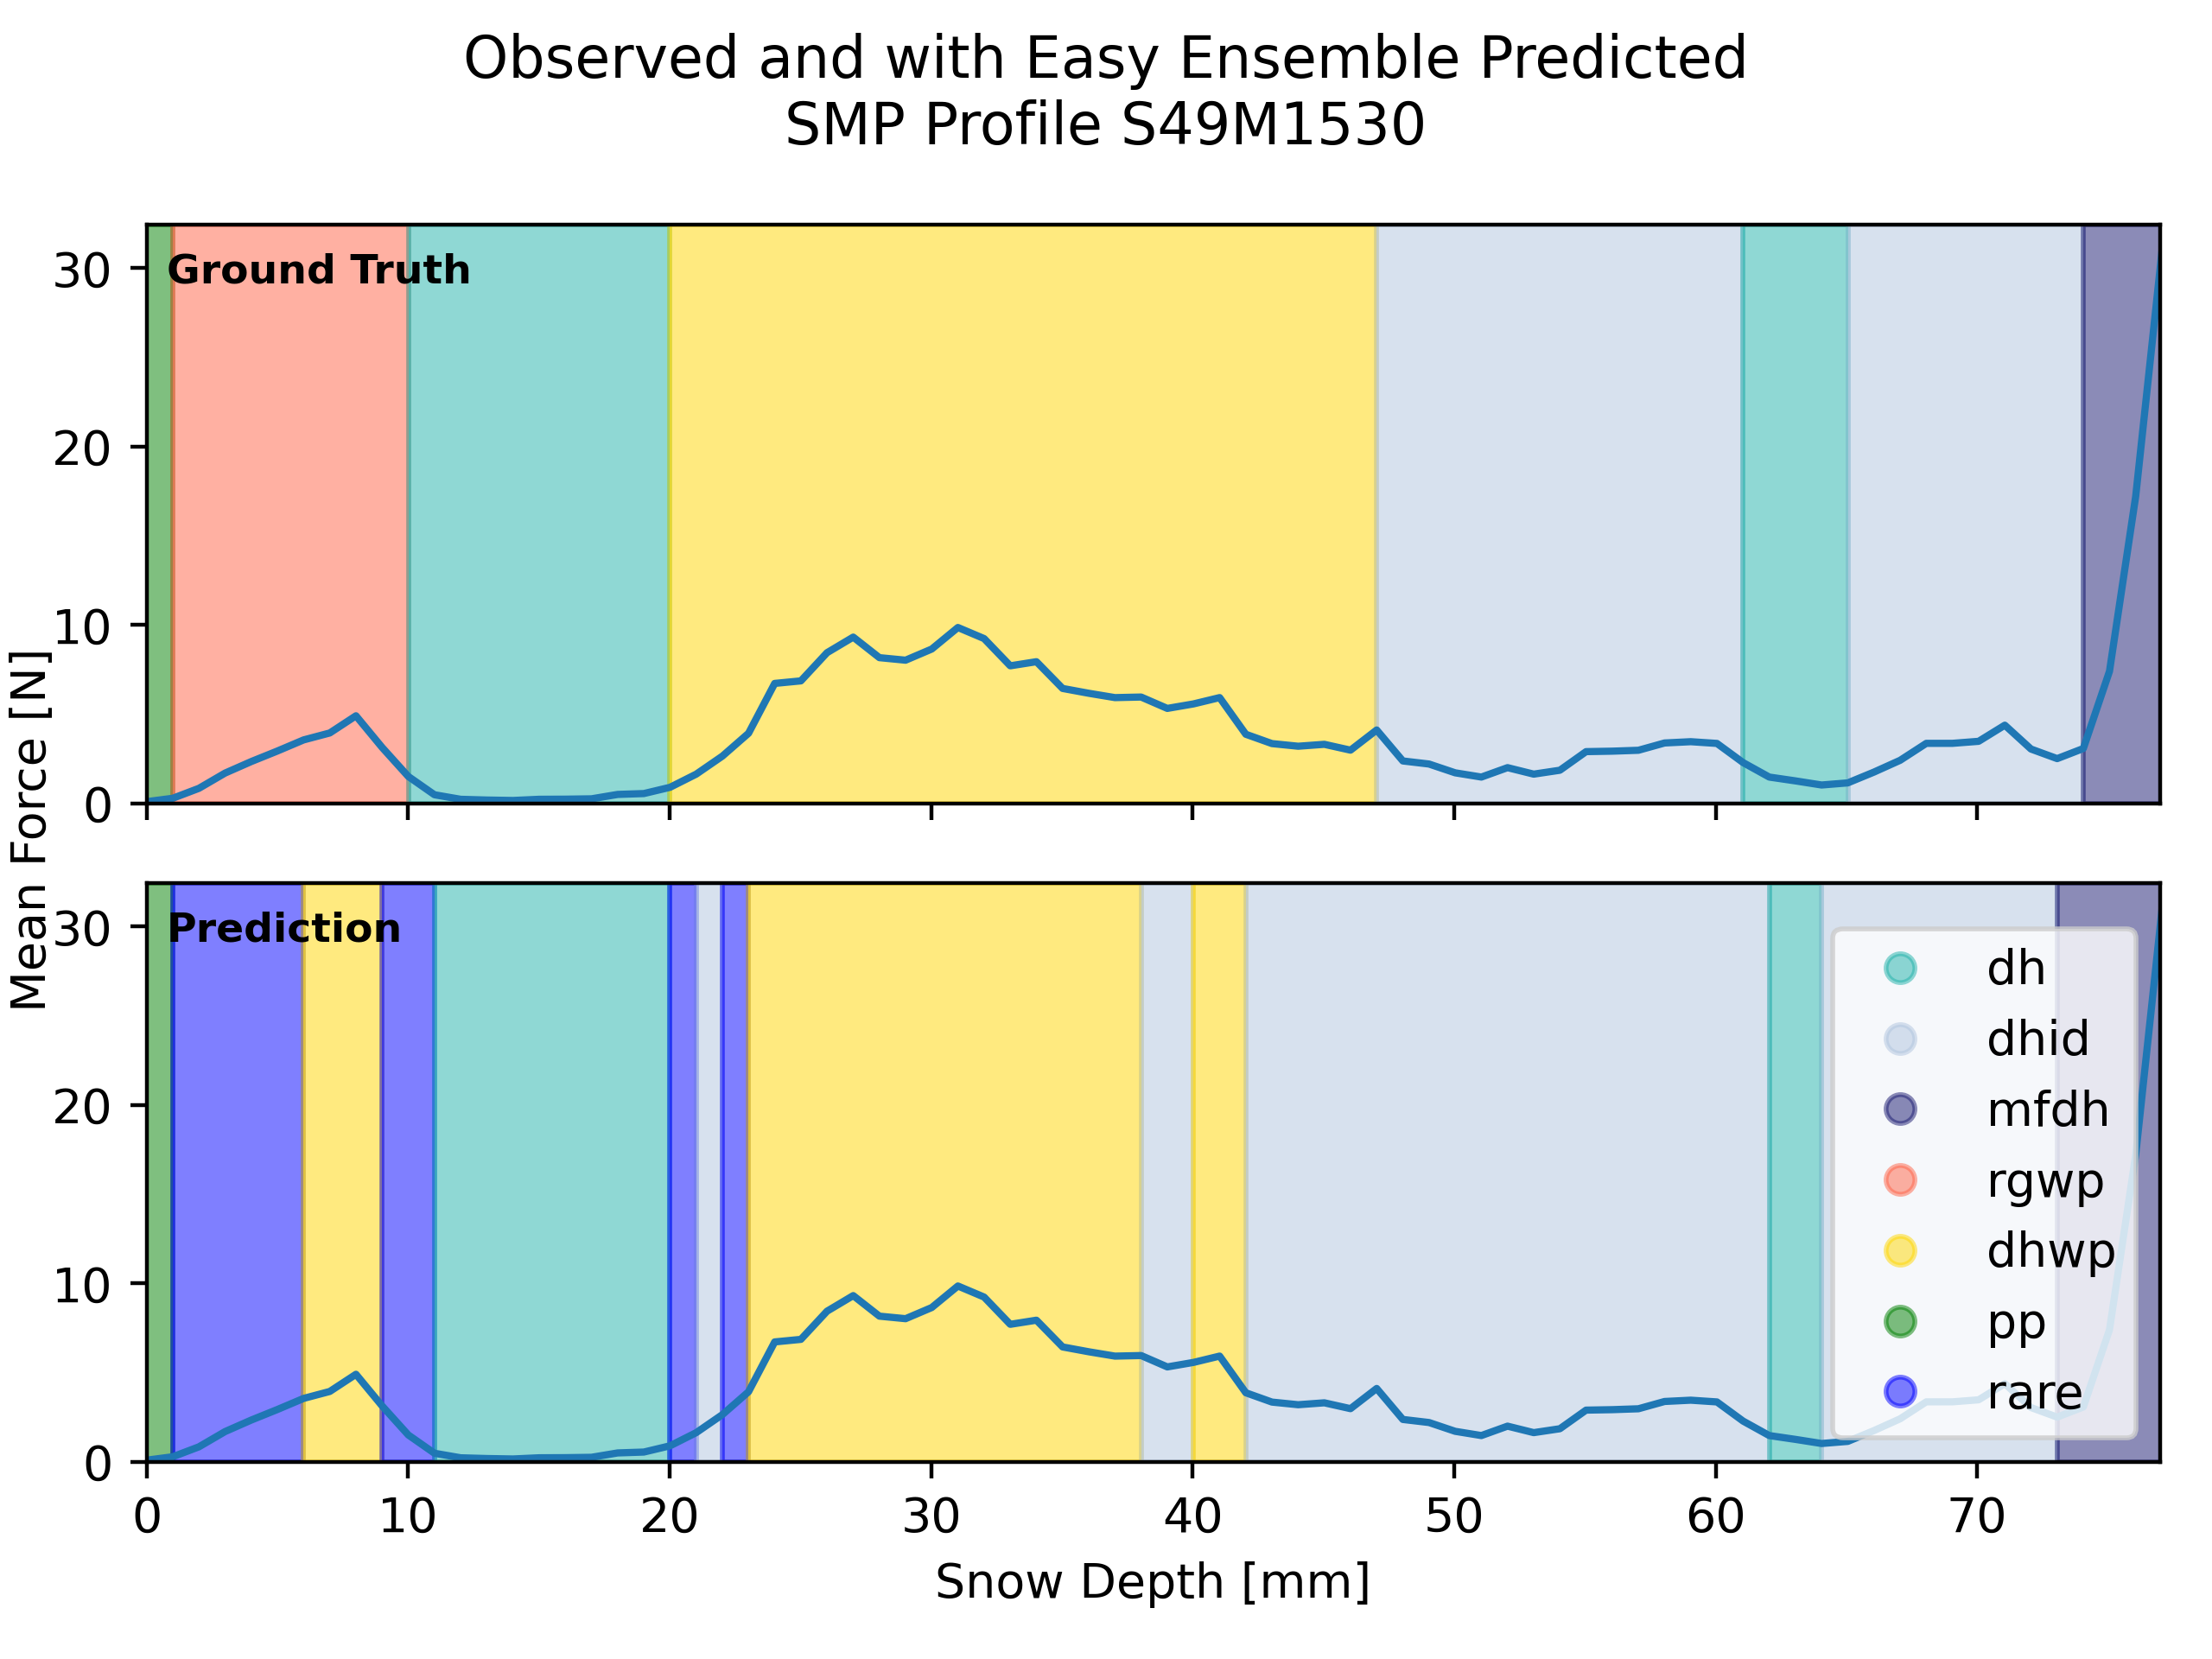 Observed and with Easy Ensemble Predicted
SMP Profile S49M1530
Mean Force [N]
30
20
10
0
Ground Truth
30
20
10
0
Prediction
dh
dhid
mfdh
rgwp
dhwp
pp
rare
0 10 20 30 40 50 60 70
Snow Depth [mm]